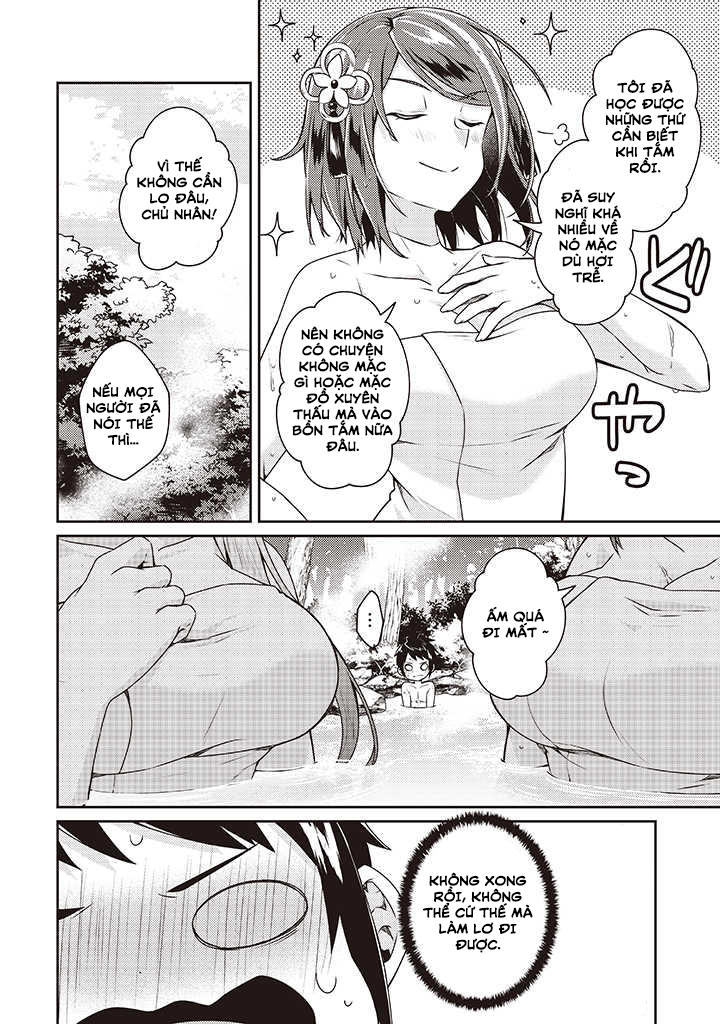 TÔI ĐÃ
HỌC ĐƯỢC
NHỮNG THỨ
CẦN BIẾT
KHI TẮM
RỒI.
ĐÃ SUY
NGHĨ KHÁ
NHIỀU VỀ
NÓ MẶC
DÙ HƠI
TRỄ.
NÊN KHÔNG
CÓ CHUYỆN
KHÔNG MẶC
GÌ HOẶC MẶC
ĐỒ XUYÊN
THẤU MÀ VÀO
BỒN TẮM NỮA
ĐÂU.
VÌ THẾ
KHÔNG CẦN
LO ĐÂU,
CHỦ NHÂN!
NẾU MỌI
NGƯỜI ĐÃ
NÓI THẾ
THÌ...
ẤM QUÁ
ĐI MẤT ~
...
KHÔNG XONG
RỒI, KHÔNG
THỂ CỨ THẾ MÀ
LÀM LƠ ĐI
ĐƯỢC.